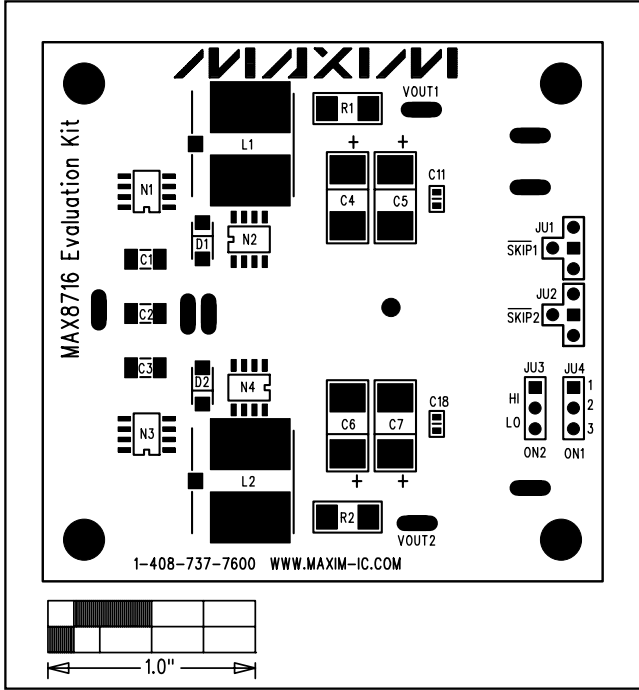 MAXIM
MAX8716 Evaluation Kit
VOUT1
R1
L1
+ +
C11
N1
C4
C5
D1
N2
JU1
SKIP1
C1
JU2
C2
SKIP2
C3
D2
N4
JU3 JU4
1
HI
2
LO
3
C18
N3
C6
C7
ON2 ON1
L2
+ +
R2
VOUT2
1-408-737-7600 WWW.MAXIM-IC.COM
1.0"